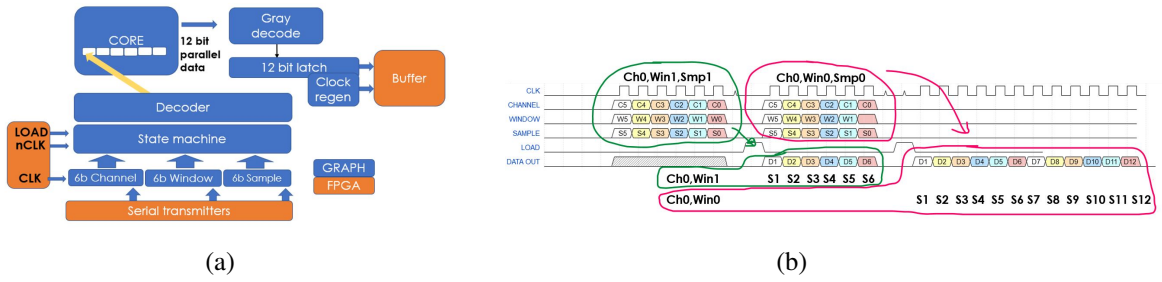 CORE
12 bit
parallel
data
Gray
decode
12 bit latch
Clock
regen
Buffer
Decoder
State machine
LOAD
nCLK
CLK
6b Channel
6b Window
6b Sample
Serial transmitters
GRAPH
FPGA
(a)
Ch0,Win1,Smp1
Ch0,Win0,Smp0
CLK
CHANNEL C5 C4 C3 C2 C1 C0 C5 C4 C3 C2 C1 C0
WINDOW W5 W4 W3 W2 W1 W0 W5 W4 W3 W2 W1 W0
SAMPLE S5 S4 S3 S2 S1 S0 S5 S4 S3 S2 S1 S0
LOAD
DATA OUT D1 D2 D3 D4 D5 D6 D1 D2 D3 D4 D5 D6 D7 D8 D9 D10 D11 D12
Ch0,Win1 S1 S2 S3 S4 S5 S6
Ch0,Win0 S1 S2 S3 S4 S5 S6 S7 S8 S9 S10 S11 S12
(b)